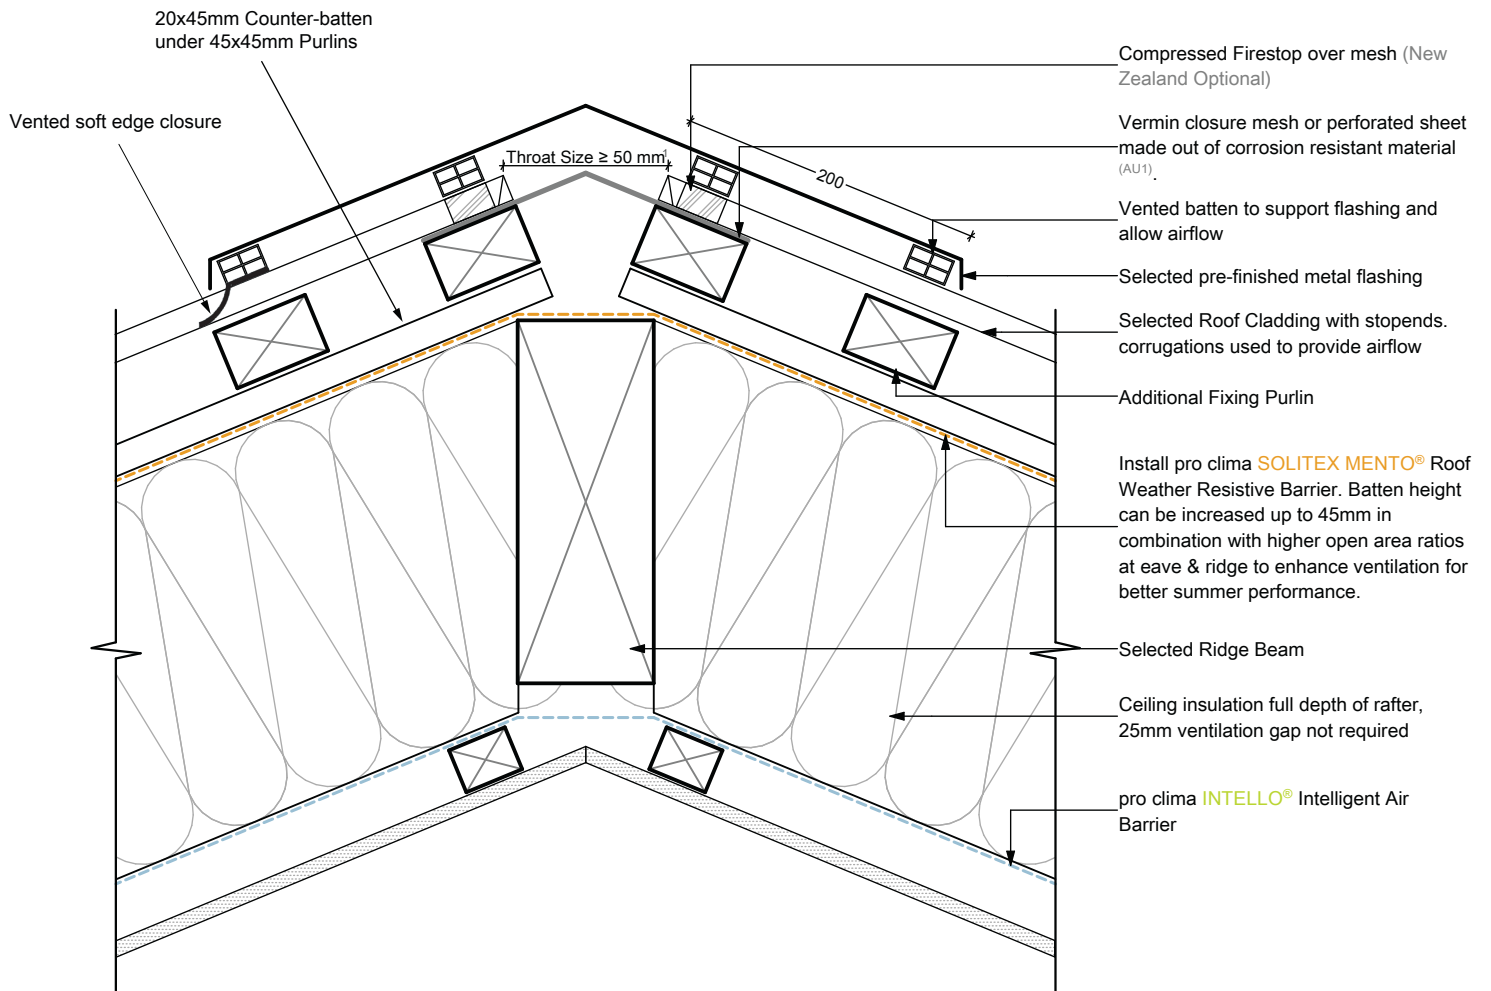 20x45mm Counter-batten
under 45x45mm Purlins
Vented soft edge closure
Throat Size ≥ 50 mm¹
200
Compressed Firestop over mesh (New
Zealand Optional)
Vermin closure mesh or perforated sheet
made out of corrosion resistant material
(AU1).
Vented batten to support flashing and
allow airflow
Selected pre-finished metal flashing
Selected Roof Cladding with stopends.
corrugations used to provide airflow
Additional Fixing Purlin
Install pro clima SOLITEX MENTO® Roof
Weather Resistive Barrier. Batten height
can be increased up to 45mm in
combination with higher open area ratios
at eave & ridge to enhance ventilation for
better summer performance.
Selected Ridge Beam
Ceiling insulation full depth of rafter,
25mm ventilation gap not required
pro clima INTELLO® Intelligent Air
Barrier